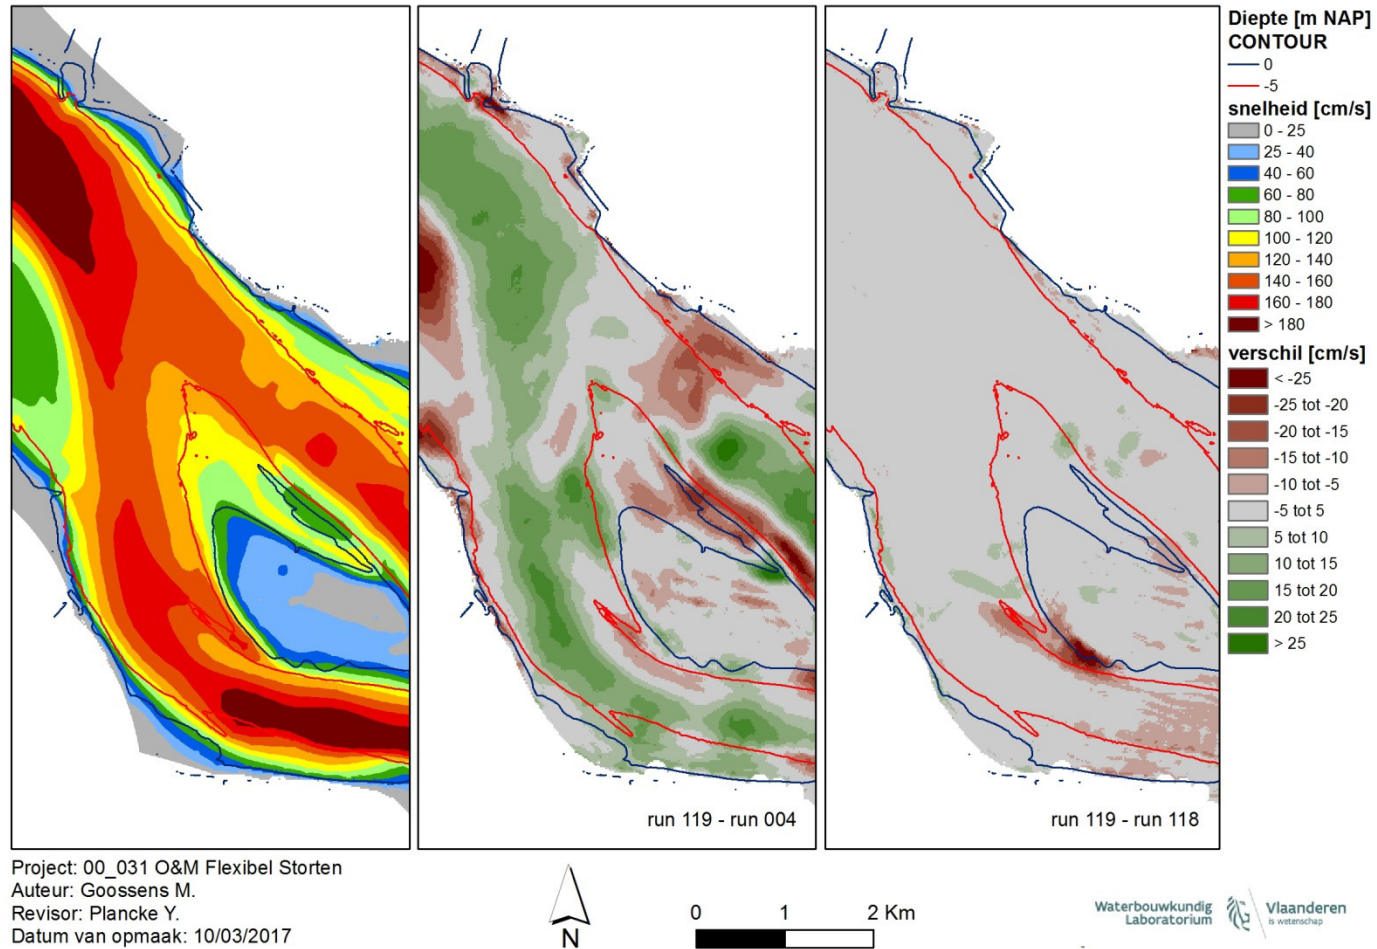 Diepte [m NAP]
CONTOUR
0
-5
snelheid [cm/s]
0 - 25
25 - 40
40 - 60
60 - 80
80 - 100
100 - 120
120 - 140
140 - 160
160 - 180
> 180
verschil [cm/s]
< -25
-25 tot -20
-20 tot -15
-15 tot -10
-10 tot -5
-5 tot 5
5 tot 10
10 tot 15
15 tot 20
20 tot 25
> 25
run 119 - run 004
run 119 - run 118
Project: 00_031 O&M Flexibel Storten
Auteur: Goossens M.
Revisor: Plancke Y.
Datum van opmaak: 10/03/2017
N
0 1 2 Km
Waterbouwkundig
Laboratorium
Vlaanderen
is wetenschap